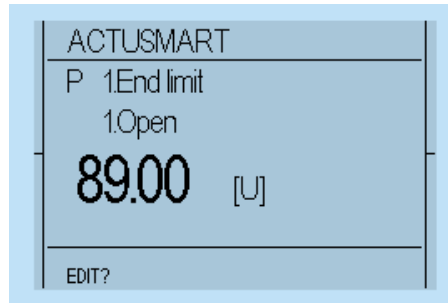 ACTUSMART
P 1.End limit
1.Open
89.00 [U]
EDIT?